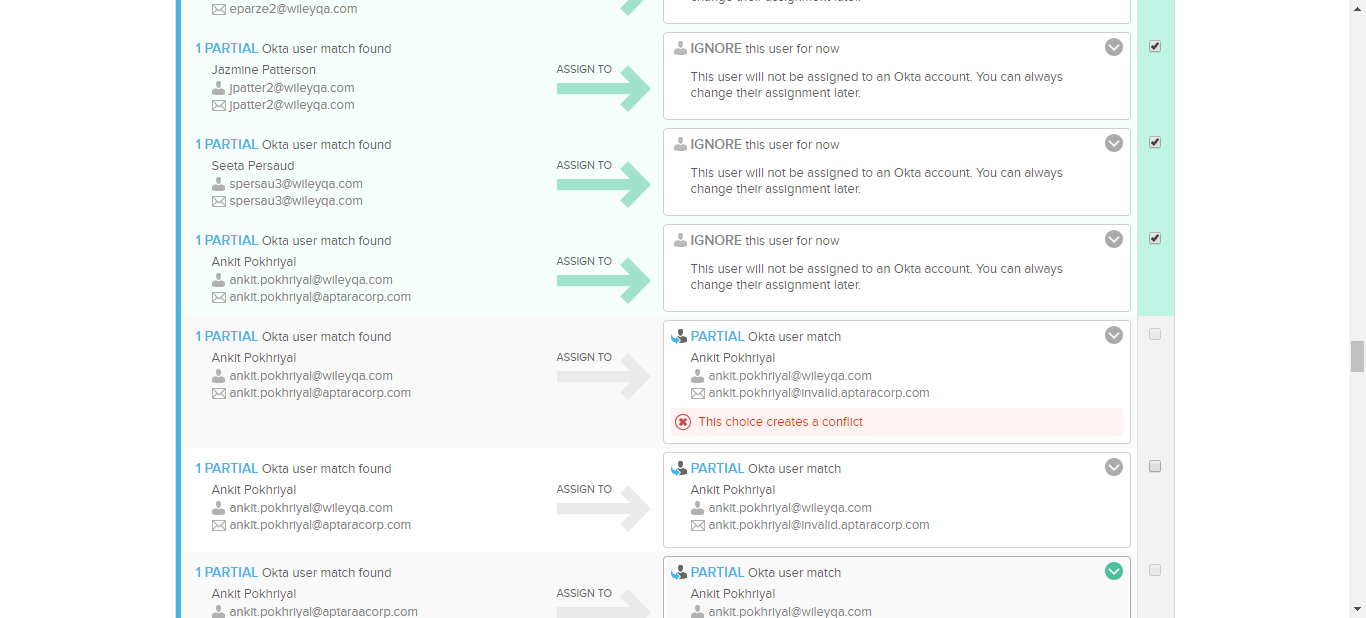 change their assignment later.
eparze2@wileyqa.com
1 PARTIAL Okta user match found
Jazmine Patterson
jpatter2@wileyqa.com
jpatter2@wileyqa.com
ASSIGN TO
IGNORE this user for now
This user will not be assigned to an Okta account. You can always
change their assignment later.
1 PARTIAL Okta user match found
Seeta Persaud
spersau3@wileyqa.com
spersau3@wileyqa.com
ASSIGN TO
IGNORE this user for now
This user will not be assigned to an Okta account. You can always
change their assignment later.
1 PARTIAL Okta user match found
Ankit Pokhriyal
ankit.pokhriyal@wileyqa.com
ankit.pokhriyal@aptaracorp.com
ASSIGN TO
IGNORE this user for now
This user will not be assigned to an Okta account. You can always
change their assignment later.
1 PARTIAL Okta user match found
Ankit Pokhriyal
ankit.pokhriyal@wileyqa.com
ankit.pokhriyal@aptaracorp.com
ASSIGN TO
PARTIAL Okta user match
Ankit Pokhriyal
ankit.pokhriyal@wileyqa.com
ankit.pokhriyal@invalid.aptaracorp.com
This choice creates a conflict
1 PARTIAL Okta user match found
Ankit Pokhriyal
ankit.pokhriyal@wileyqa.com
ankit.pokhriyal@aptaracorp.com
ASSIGN TO
PARTIAL Okta user match
Ankit Pokhriyal
ankit.pokhriyal@wileyqa.com
ankit.pokhriyal@invalid.aptaracorp.com
1 PARTIAL Okta user match found
Ankit Pokhriyal
ankit.pokhriyal@aptaraacorp.com
ASSIGN TO
PARTIAL Okta user match
Ankit Pokhriyal
ankit.pokhriyal@wileyqa.com